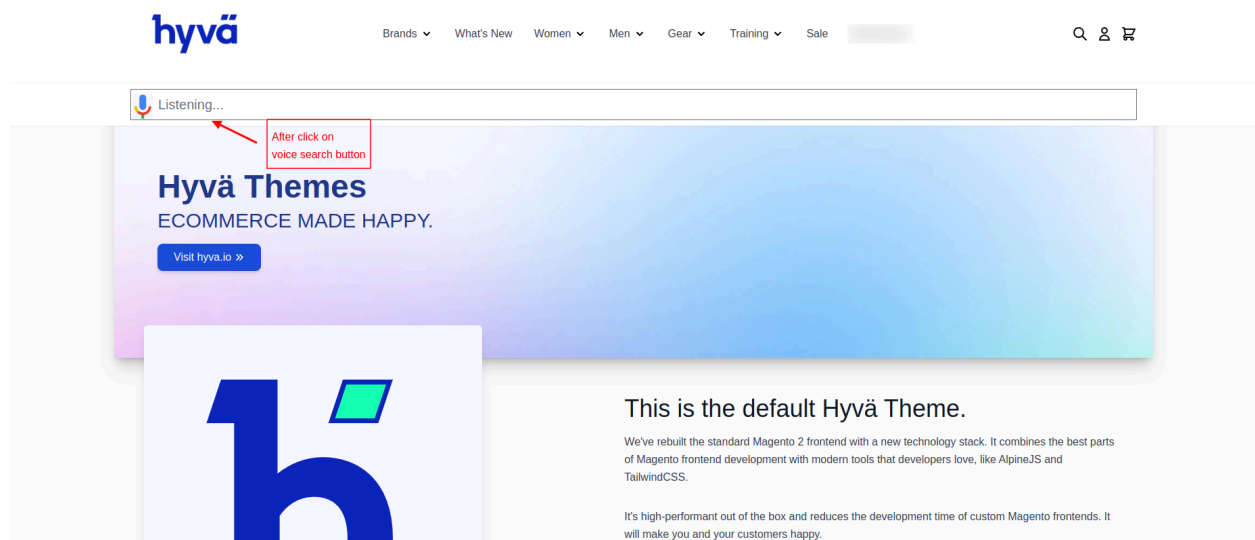 hyvä
Brands What's New Women Men Gear Training Sale
Listening...
After click on
voice search button
Hyvä Themes
ECOMMERCE MADE HAPPY.
Visit hyva.io »
This is the default Hyvä Theme.
We've rebuilt the standard Magento 2 frontend with a new technology stack. It combines the best parts
of Magento frontend development with modern tools that developers love, like AlpineJS and
TailwindCSS.
It's high-performant out of the box and reduces the development time of custom Magento frontends. It
will make you and your customers happy.